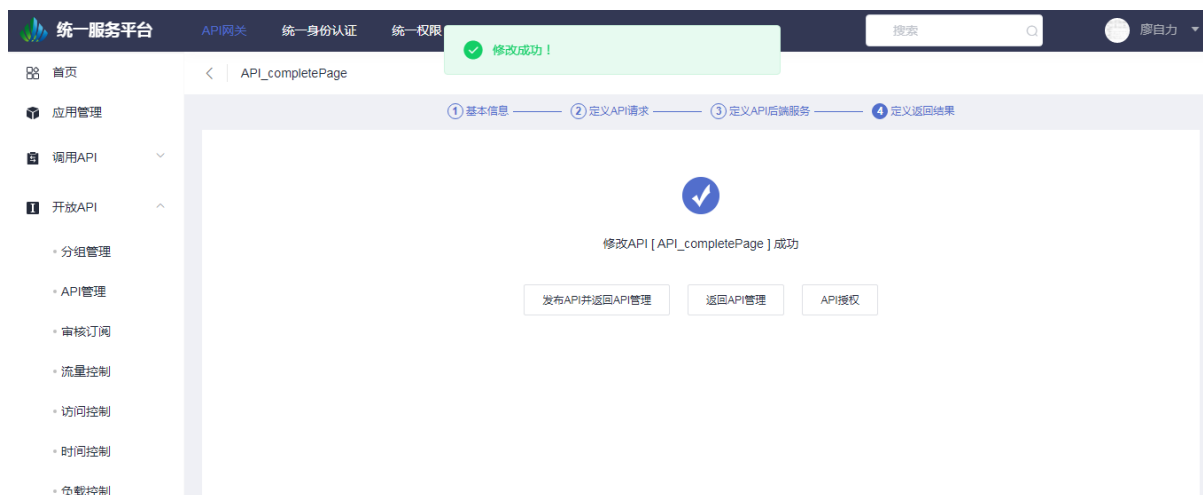 统一服务平台 API网关 统一身份认证 统一权限 搜索 廖自力
修改成功！
首页
< API_completePage
应用管理
1 基本信息 2 定义API请求 3 定义API后端服务 4 定义返回结果
调用API
开放API
修改API [ API_completePage ] 成功
分组管理
API管理
发布API并返回API管理 返回API管理 API授权
审核订阅
流量控制
访问控制
时间控制
负载控制